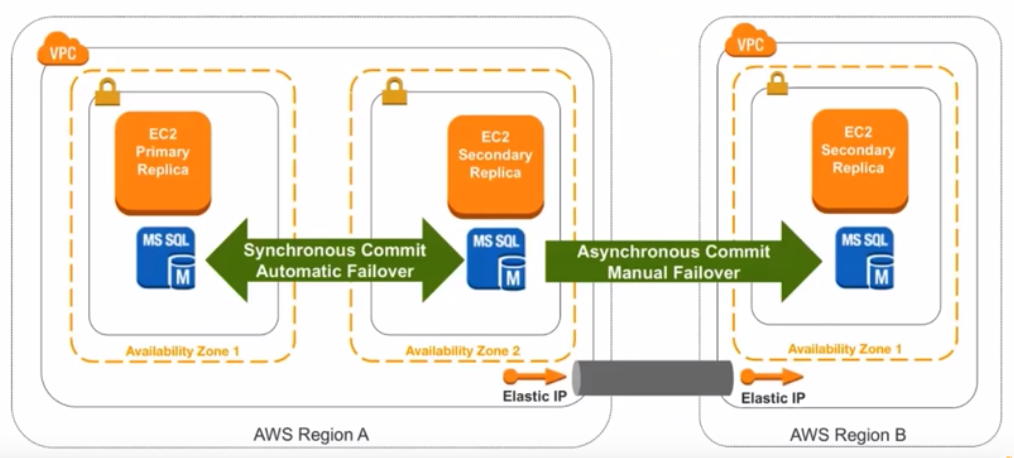 VPC
EC2
Primary
Replica
MS SQL
M
Availability Zone 1
Synchronous Commit
Automatic Failover
EC2
Secondary
Replica
MS SQL
M
Availability Zone 2
Asynchronous Commit
Manual Failover
Elastic IP
AWS Region A
VPC
EC2
Secondary
Replica
MS SQL
M
Availability Zone 1
Elastic IP
AWS Region B